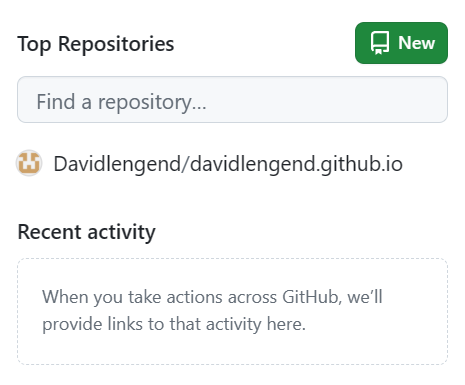 Top Repositories
New
Find a repository...
Davidlengend/davidlengend.github.io
Recent activity
When you take actions across GitHub, we’ll
provide links to that activity here.